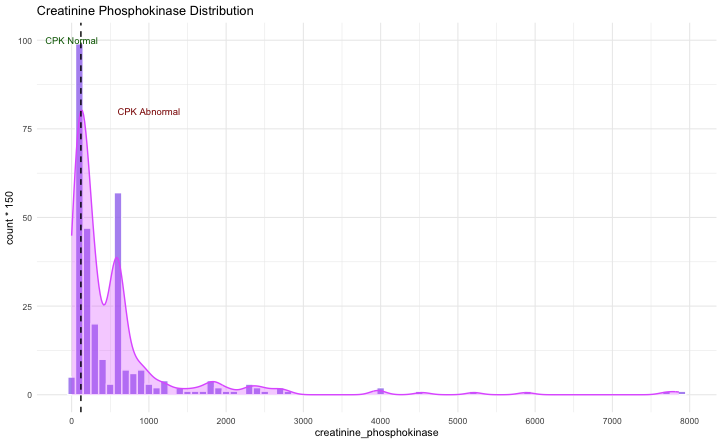 Creatinine Phosphokinase Distribution
CPK Normal
CPK Abnormal
count * 150
100
75
50
25
0
0 1000 2000 3000 4000 5000 6000 7000 8000
creatinine_phosphokinase